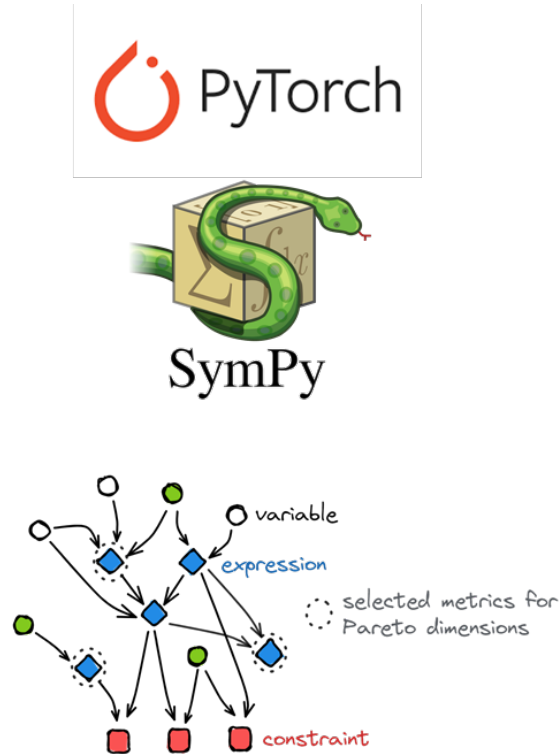 PyTorch
SymPy
variable
expression
selected metrics for
Pareto dimensions
constraint